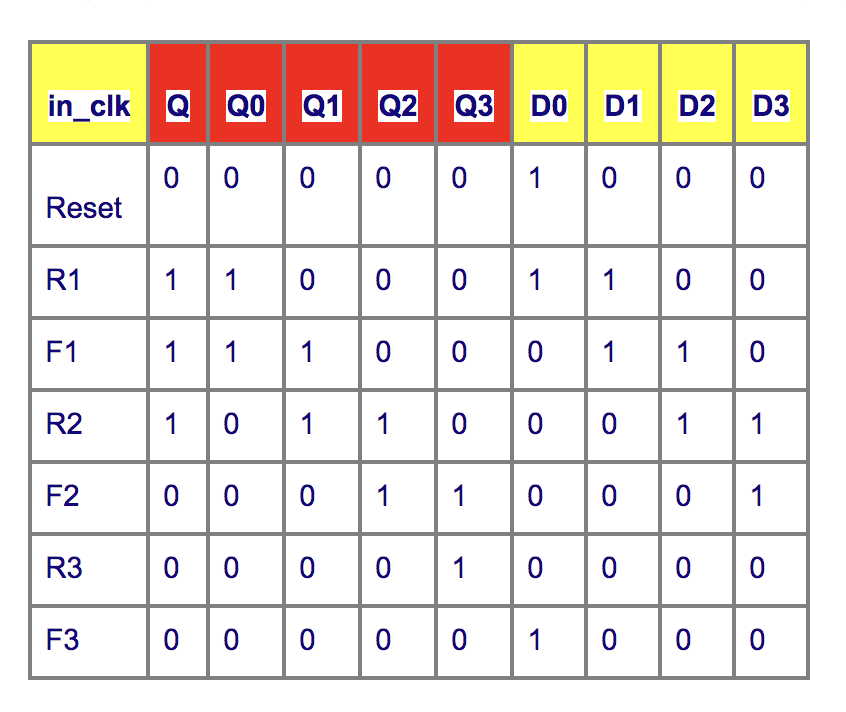 in_clk Q Q0 Q1 Q2 Q3 D0 D1 D2 D3
Reset 0 0 0 0 0 1 0 0 0
R1 1 1 0 0 0 1 1 0 0
F1 1 1 1 0 0 0 1 1 0
R2 1 0 1 1 0 0 0 1 1
F2 0 0 0 1 1 0 0 0 1
R3 0 0 0 0 1 0 0 0 0
F3 0 0 0 0 0 1 0 0 0